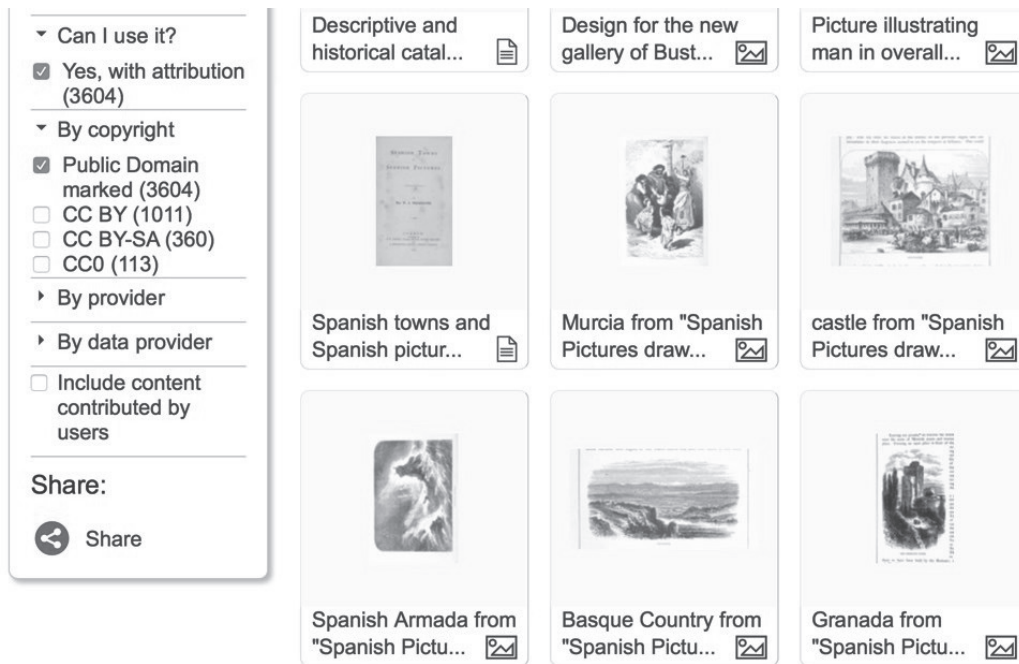 Can I use it?
Yes, with attribution
(3604)
By copyright
Public Domain
marked (3604)
CC BY (1011)
CC BY-SA (360)
CC0 (113)
By provider
By data provider
Include content
contributed by
users
Share:
Share
Descriptive and
historical catal...
Design for the new
gallery of Bust...
Picture illustrating
man in overall...
SPANISH TOWNS
SPANISH PICTURES
Spanish towns and
Spanish pictur...
Murcia from "Spanish
Pictures draw...
castle from "Spanish
Pictures draw...
Spanish Armada from
"Spanish Pictu...
Basque Country from
"Spanish Pictu...
Granada from
"Spanish Pictu...